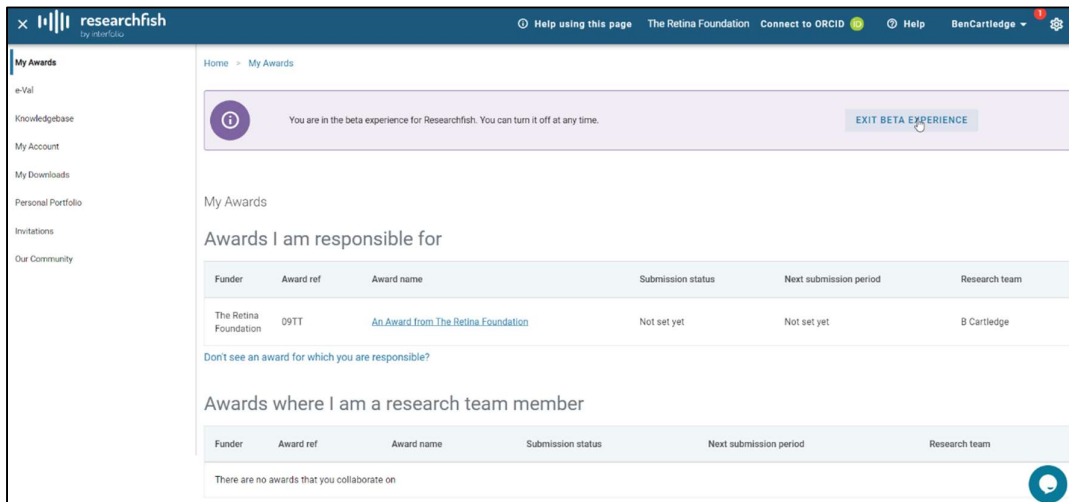 researchfish
by interfolio
Help using this page
The Retina Foundation
Connect to ORCID iD
Help
BenCartledge
1
My Awards
e-Val
Knowledgebase
My Account
My Downloads
Personal Portfolio
Invitations
Our Community
Home > My Awards
You are in the beta experience for Researchfish. You can turn it off at any time.
EXIT BETA EXPERIENCE
My Awards
Awards I am responsible for
Funder Award ref Award name Submission status Next submission period Research team
The Retina Foundation 09TT An Award from The Retina Foundation Not set yet Not set yet B Cartledge
Don't see an award for which you are responsible?
Awards where I am a research team member
Funder Award ref Award name Submission status Next submission period Research team
There are no awards that you collaborate on